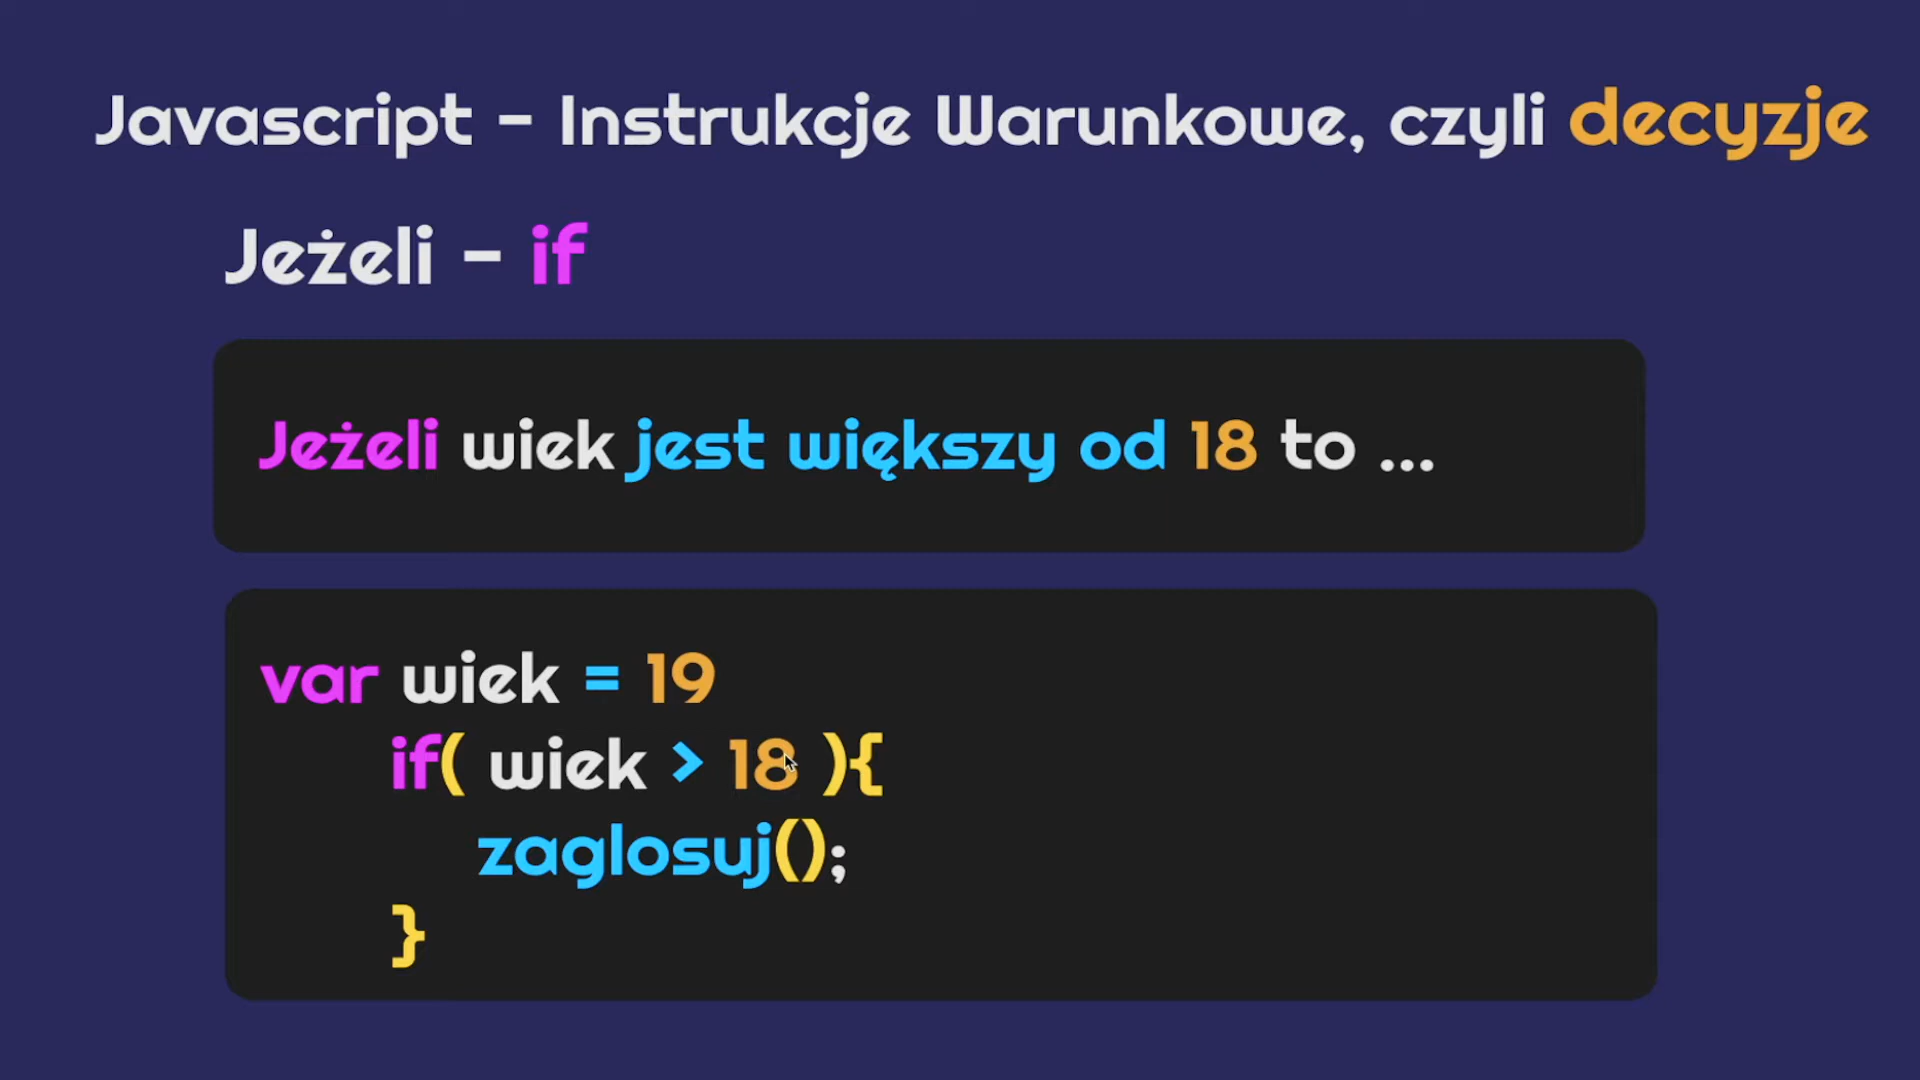 Javascript - Instrukcje Warunkowe, czyli decyzje
Jeżeli - if
Jeżeli wiek jest większy od 18 to ...
var wiek = 19
if( wiek > 18 ){
zaglosuj();
}